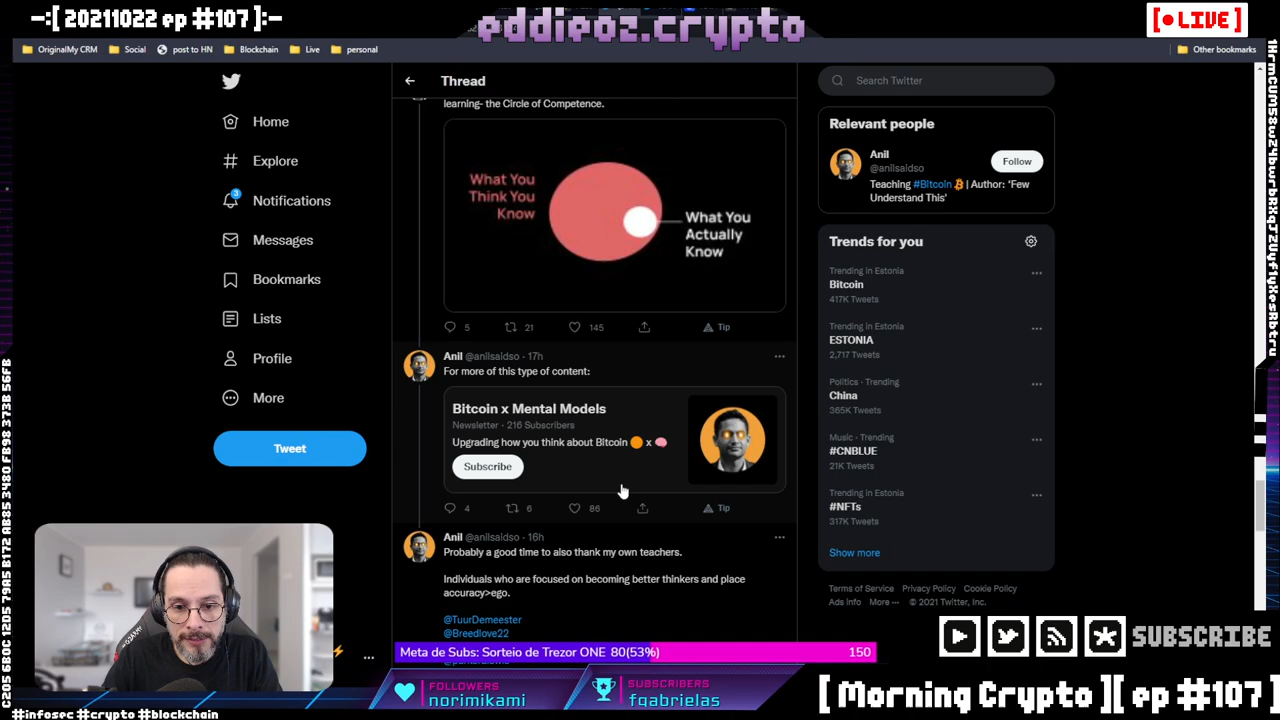 -:[ 20211022 ep #107 ]:-
eddieoz.crypto
[ ● LIVE ]
OriginalMy CRM
Social
post to HN
Blockchain
Live
personal
Other bookmarks
Thread
Search Twitter
Home
Explore
3
Notifications
Messages
Bookmarks
Lists
Profile
More
Tweet
learning- the Circle of Competence.
What You
Think You
Know
What You
Actually
Know
5
21
145
Tip
Anil @anilsaldso · 17h
For more of this type of content:
Bitcoin x Mental Models
Newsletter · 216 Subscribers
Upgrading how you think about Bitcoin 🟠 x 🧠
Subscribe
4
6
86
Tip
Anil @anilsaldso · 16h
Probably a good time to also thank my own teachers.
Individuals who are focused on becoming better thinkers and place
accuracy>ego.
@TuurDemeester
@Breedlove22
Relevant people
Anil
@anilsaldso
Follow
Teaching #Bitcoin | Author: 'Few
Understand This'
Trends for you
Trending in Estonia
Bitcoin
417K Tweets
Trending in Estonia
ESTONIA
2,717 Tweets
Politics · Trending
China
365K Tweets
Music · Trending
#CNBLUE
21K Tweets
Trending in Estonia
#NFTs
317K Tweets
Show more
Terms of Service Privacy Policy Cookie Policy
Ads info More ··· © 2021 Twitter, Inc.
SUBSCRIBE
Meta de Subs: Sorteio de Trezor ONE 80(53%)
150
FOLLOWERS
norimikami
SUBSCRIBERS
fgabrielas
[ Morning Crypto ][ ep #107 ]
#infosec #crypto #blockchain